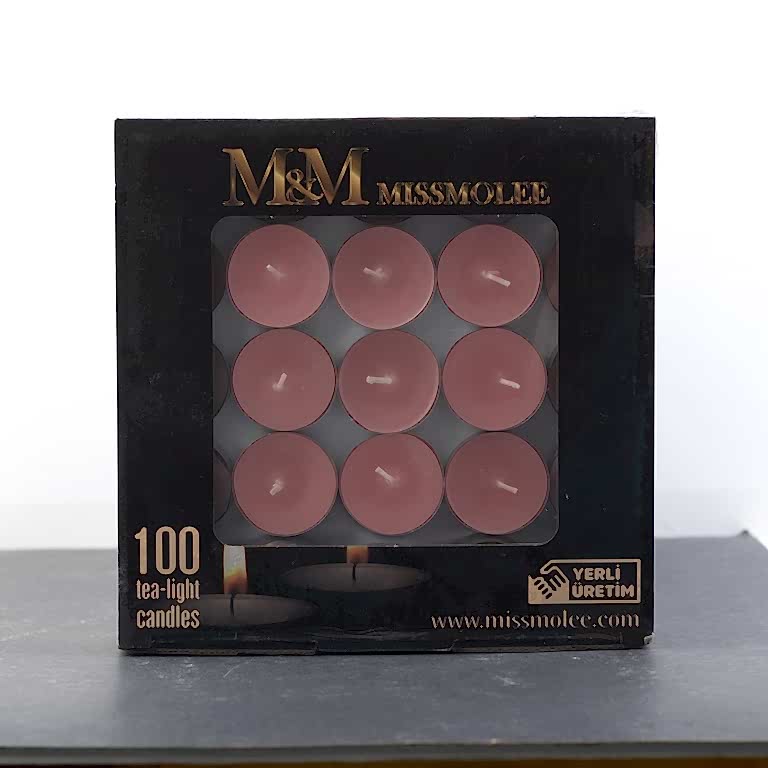 M&M MISSMOLEE
100
tea-light
candles
YERLİ
ÜRETİM
www.missmolee.com